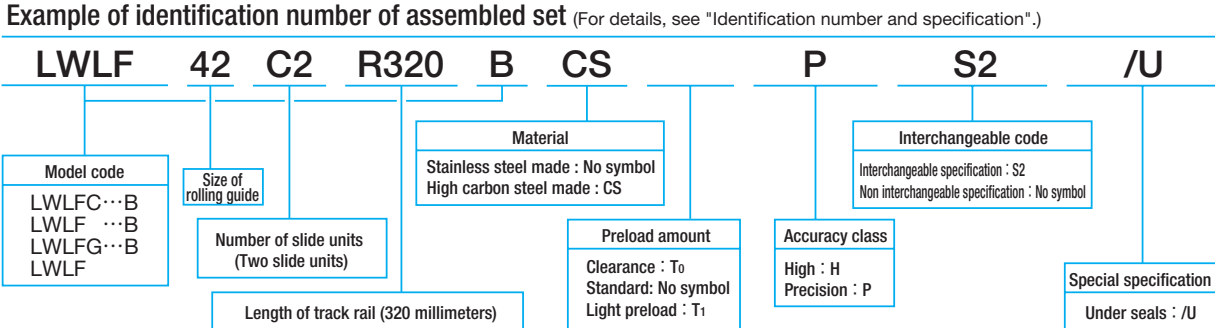 Example of identification number of assembled set (For details, see "Identification number and specification".)
LWLF 42 C2 R320 B CS P S2 /U
Model code
LWLFC···B
LWLF ···B
LWLFG···B
LWLF
Size of
rolling guide
Number of slide units
(Two slide units)
Length of track rail (320 millimeters)
Material
Stainless steel made : No symbol
High carbon steel made : CS
Preload amount
Clearance : T0
Standard: No symbol
Light preload : T1
Accuracy class
High : H
Precision : P
Interchangeable code
Interchangeable specification : S2
Non interchangeable specification : No symbol
Special specification
Under seals : /U